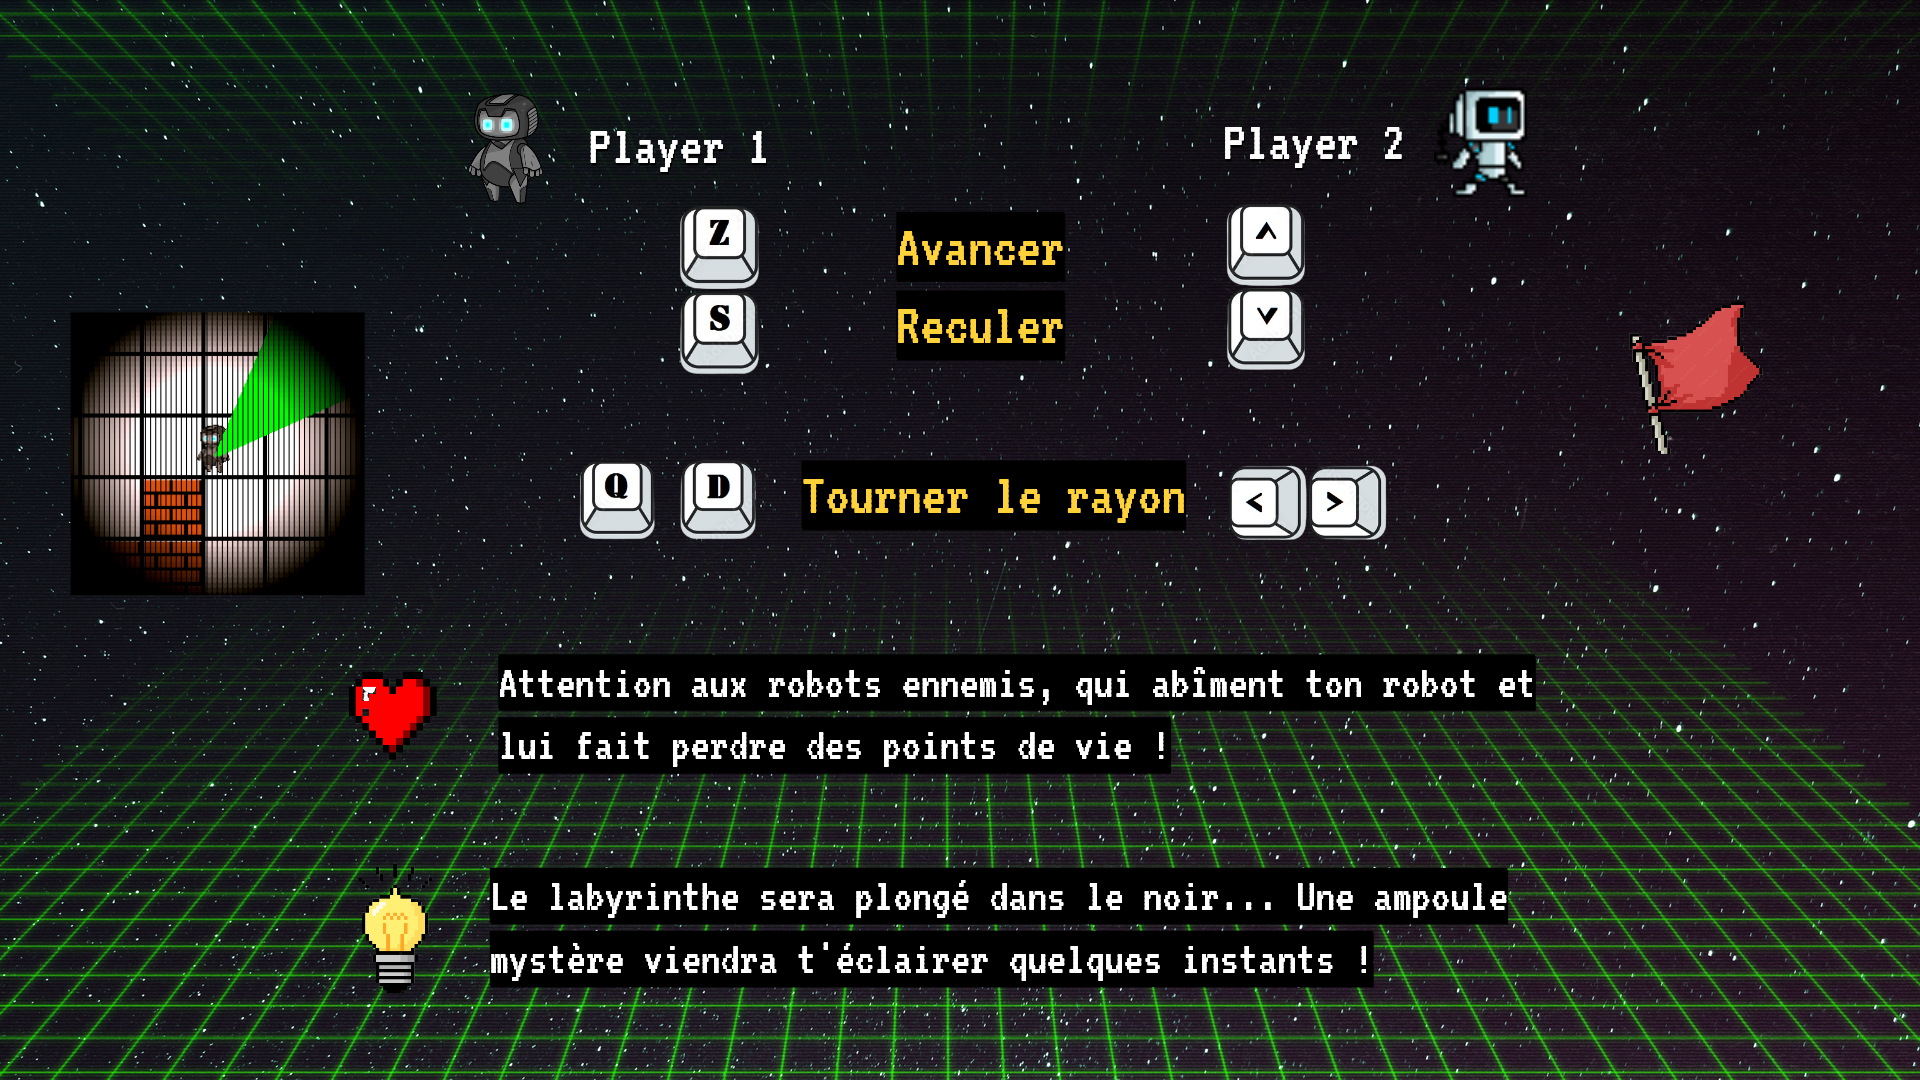 Player 1
Player 2
Z
Avancer
^
S
Reculer
v
Q D
Tourner le rayon
< >
Attention aux robots ennemis, qui abîment ton robot et
lui fait perdre des points de vie !
Le labyrinthe sera plongé dans le noir... Une ampoule
mystère viendra t'éclairer quelques instants !